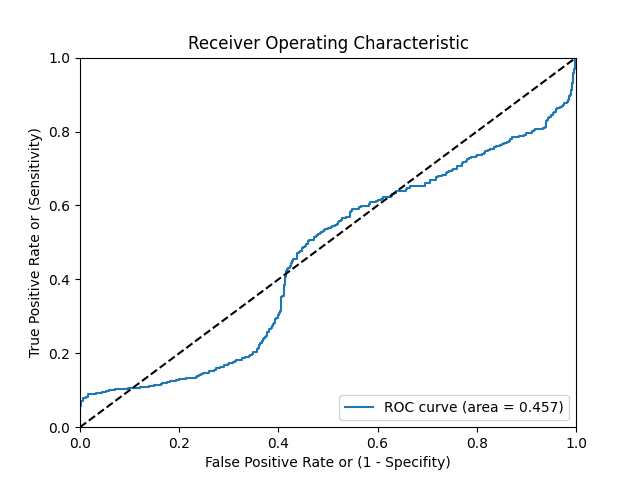 Receiver Operating Characteristic
True Positive Rate or (Sensitivity)
1.0
0.8
0.6
0.4
0.2
0.0
0.0 0.2 0.4 0.6 0.8 1.0
ROC curve (area = 0.457)
False Positive Rate or (1 - Specifity)